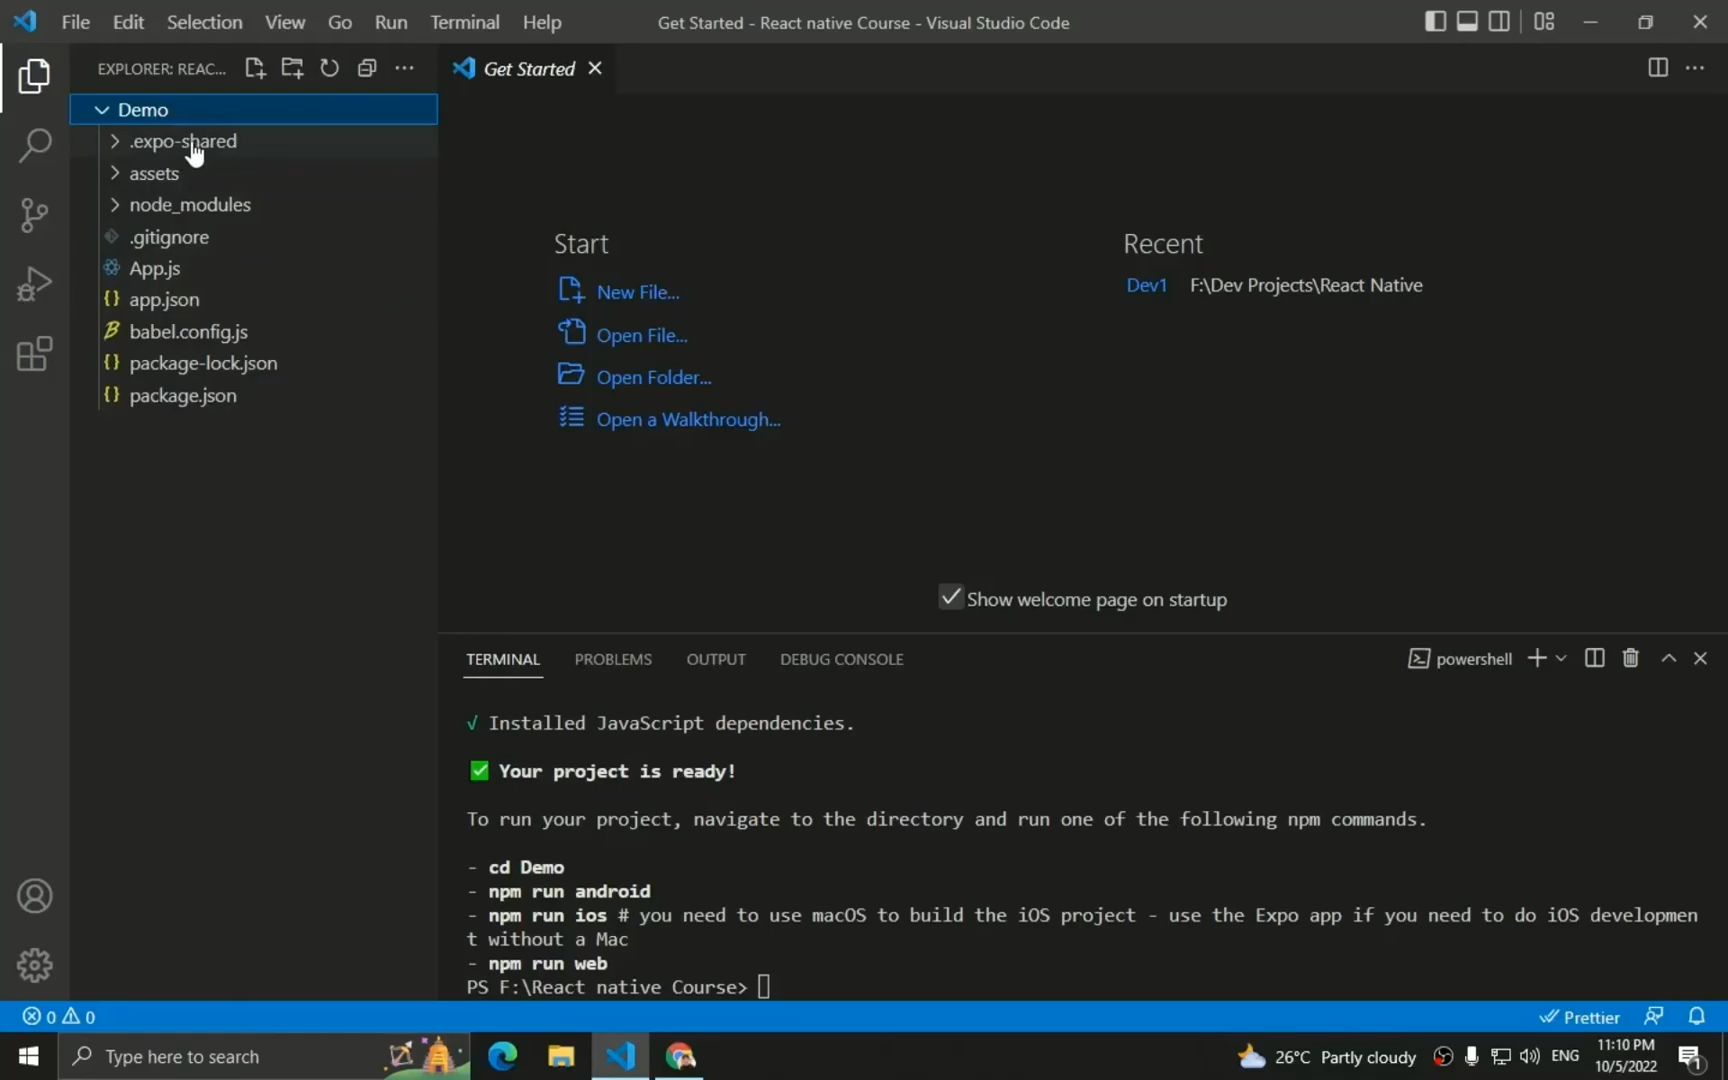 File Edit Selection View Go Run Terminal Help Get Started - React native Course - Visual Studio Code
EXPLORER: REAC...
Get Started
Demo
.expo-shared
assets
node_modules
.gitignore
App.js
app.json
babel.config.js
package-lock.json
package.json
Start
New File...
Open File...
Open Folder...
Open a Walkthrough...
Recent
Dev1 F:\Dev Projects\React Native
Show welcome page on startup
TERMINAL PROBLEMS OUTPUT DEBUG CONSOLE powershell
√ Installed JavaScript dependencies.
✅ Your project is ready!
To run your project, navigate to the directory and run one of the following npm commands.
- cd Demo
- npm run android
- npm run ios # you need to use macOS to build the iOS project - use the Expo app if you need to do iOS developmen
t without a Mac
- npm run web
PS F:\React native Course>
0 0 Prettier
Type here to search 26°C Partly cloudy ENG 11:10 PM
10/5/2022
1